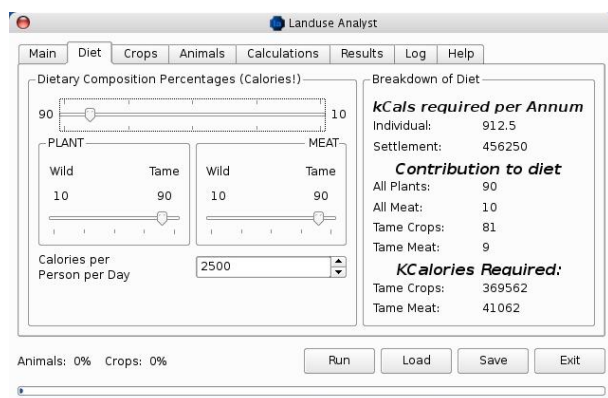 Landuse Analyst
Main Diet Crops Animals Calculations Results Log Help
Dietary Composition Percentages (Calories!)
90 10
PLANT MEAT
Wild Tame Wild Tame
10 90 10 90
Calories per
Person per Day
2500
Breakdown of Diet
kCals required per Annum
Individual: 912.5
Settlement: 456250
Contribution to diet
All Plants: 90
All Meat: 10
Tame Crops: 81
Tame Meat: 9
KCalories Required:
Tame Crops: 369562
Tame Meat: 41062
Animals: 0% Crops: 0% Run Load Save Exit